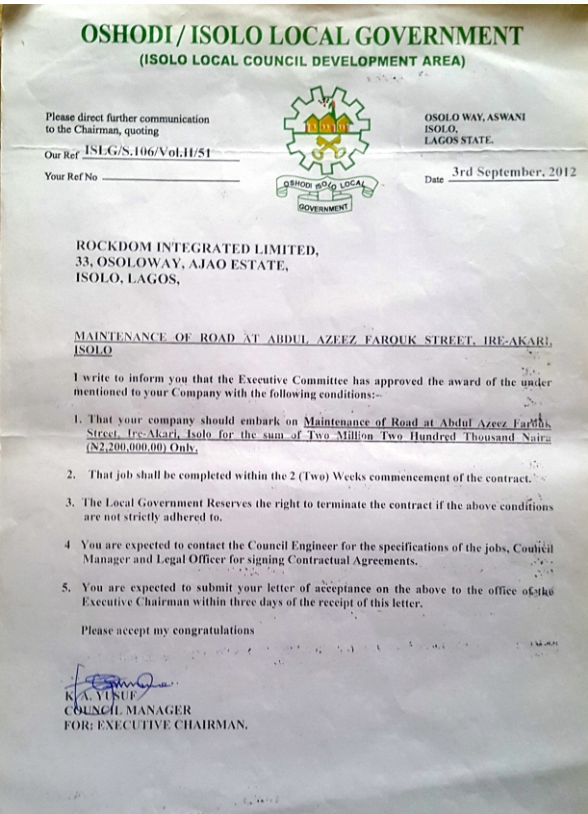 OSHODI / ISOLO LOCAL GOVERNMENT
(ISOLO LOCAL COUNCIL DEVELOPMENT AREA)
Please direct further communication
to the Chairman, quoting
Our Ref ISLG/S.106/Vol.II/51
Your Ref No
OSHODI ISOLO LOCAL
GOVERNMENT
OSOLO WAY, ASWANI
ISOLO,
LAGOS STATE.
Date 3rd September, 2012
ROCKDOM INTEGRATED LIMITED,
33, OSOLOWAY, AJAO ESTATE,
ISOLO, LAGOS,
MAINTENANCE OF ROAD AT ABDUL AZEEZ FAROUK STREET, IRE-AKARI,
ISOLO
I write to inform you that the Executive Committee has approved the award of the under
mentioned to your Company with the following conditions:-
1. That your company should embark on Maintenance of Road at Abdul Azeez Farouk
Street, Ire-Akari, Isolo for the sum of Two Million Two Hundred Thousand Naira
(N2,200,000.00) Only.
2. That job shall be completed within the 2 (Two) Weeks commencement of the contract.
3. The Local Government Reserves the right to terminate the contract if the above conditions
are not strictly adhered to.
4 You are expected to contact the Council Engineer for the specifications of the jobs, Council
Manager and Legal Officer for signing Contractual Agreements.
5. You are expected to submit your letter of acceptance on the above to the office of the
Executive Chairman within three days of the receipt of this letter.
Please accept my congratulations
K. A. YUSUF
COUNCIL MANAGER
FOR: EXECUTIVE CHAIRMAN.